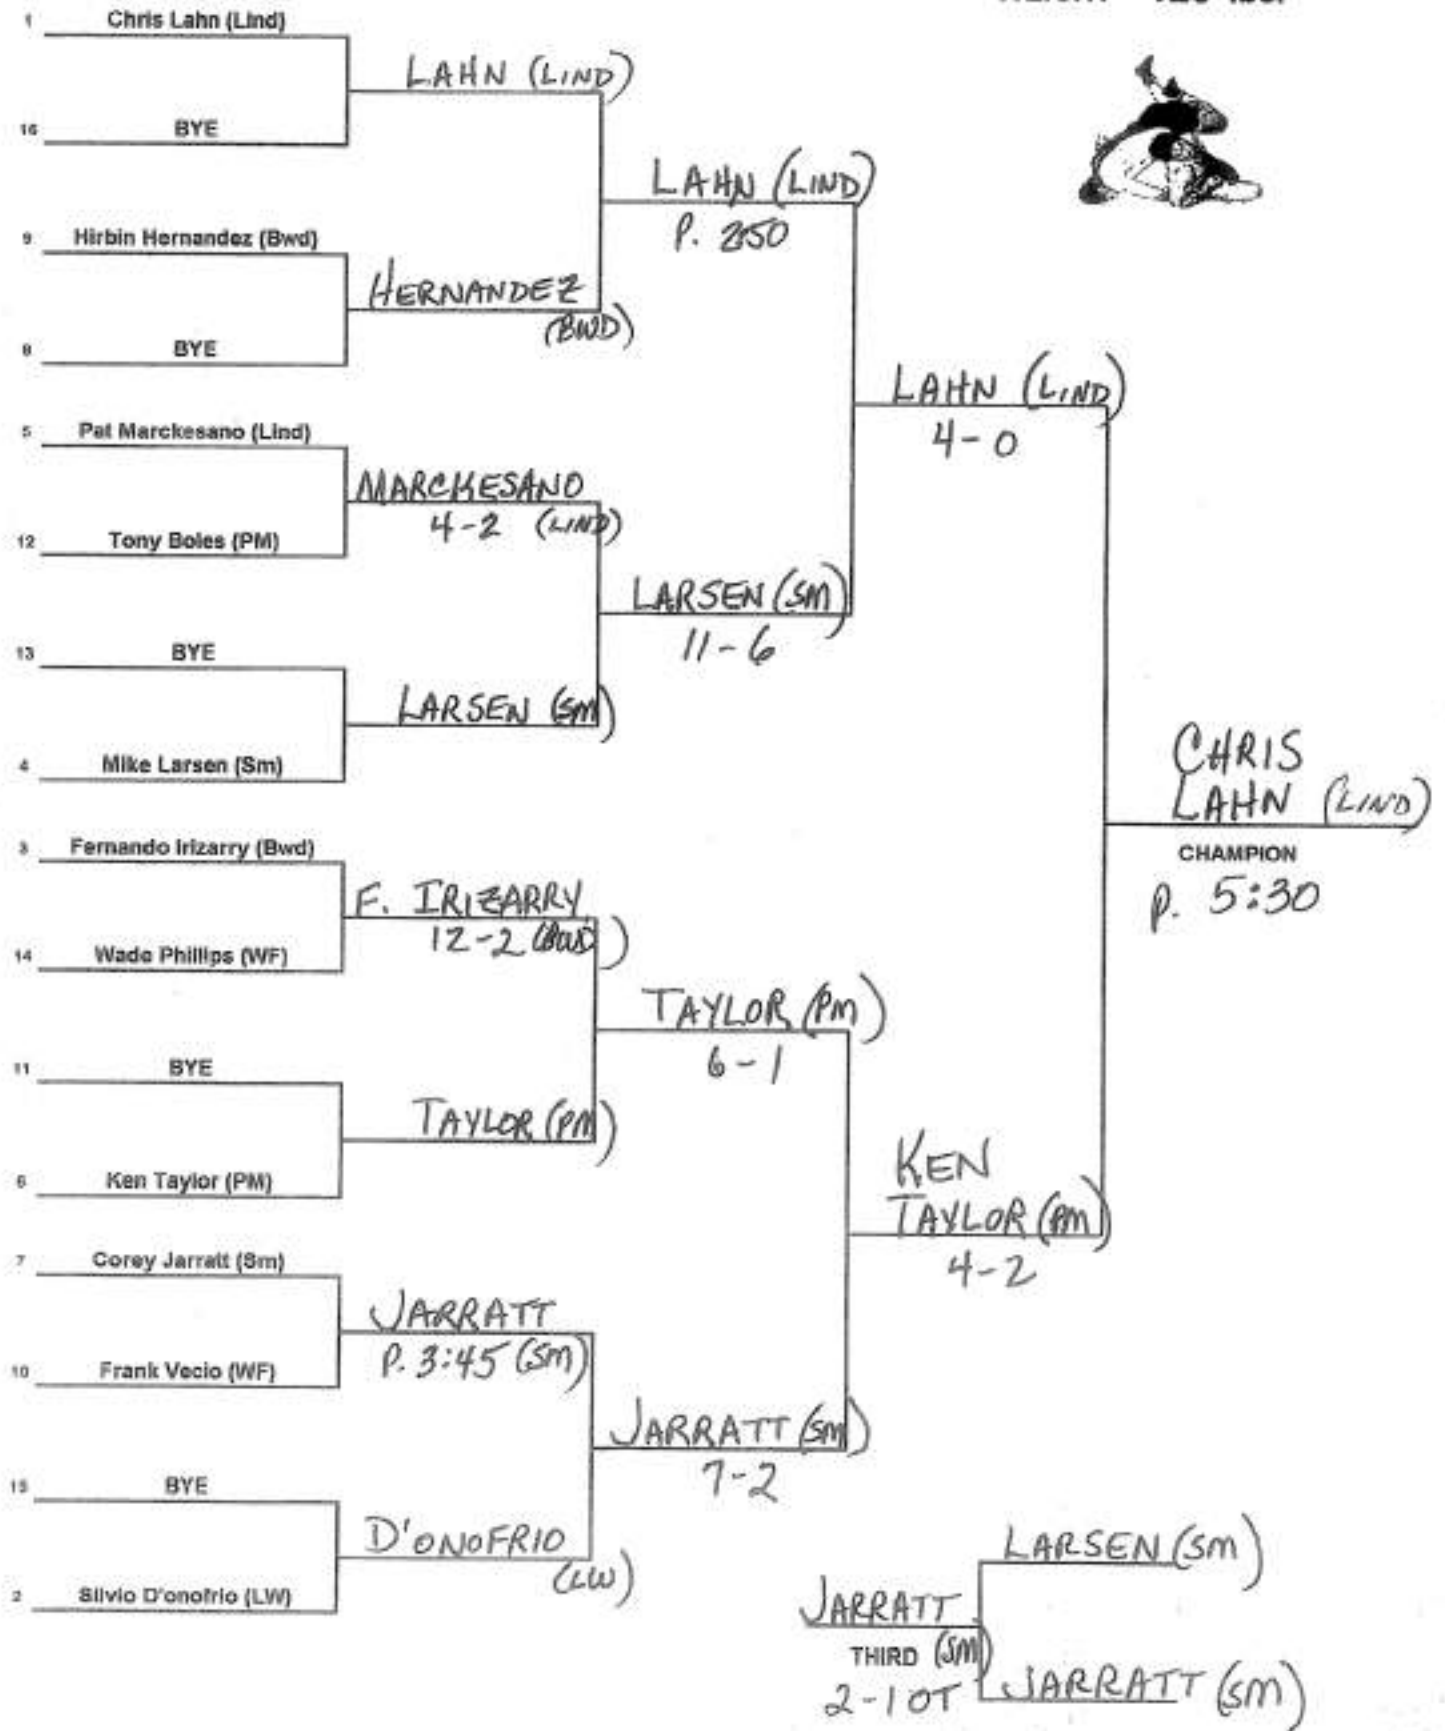 1 Chris Lahn (Lind)
LAHN (LIND)
16 BYE
LAHN (LIND)
P. 2:50
9 Hirbin Hernandez (Bwd)
HERNANDEZ
(BWD)
8 BYE
LAHN (LIND)
4-0
5 Pat Marckesano (Lind)
MARCKESANO
4-2 (LIND)
12 Tony Boles (PM)
LARSEN (SM)
11-6
13 BYE
LARSEN (SM)
4 Mike Larsen (Sm)
CHRIS
LAHN (LIND)
CHAMPION
P. 5:30
3 Fernando Irizarry (Bwd)
F. IRIZARRY
12-2 (BWD)
14 Wade Phillips (WF)
TAYLOR (PM)
6-1
11 BYE
TAYLOR (PM)
6 Ken Taylor (PM)
KEN
TAYLOR (PM)
4-2
7 Corey Jarratt (Sm)
JARRATT
P. 3:45 (SM)
10 Frank Vecio (WF)
JARRATT (SM)
7-2
15 BYE
D'ONOFRIO
(LW)
2 Silvio D'onofrio (LW)
LARSEN (SM)
JARRATT
THIRD (SM)
2-1 OT
JARRATT (SM)